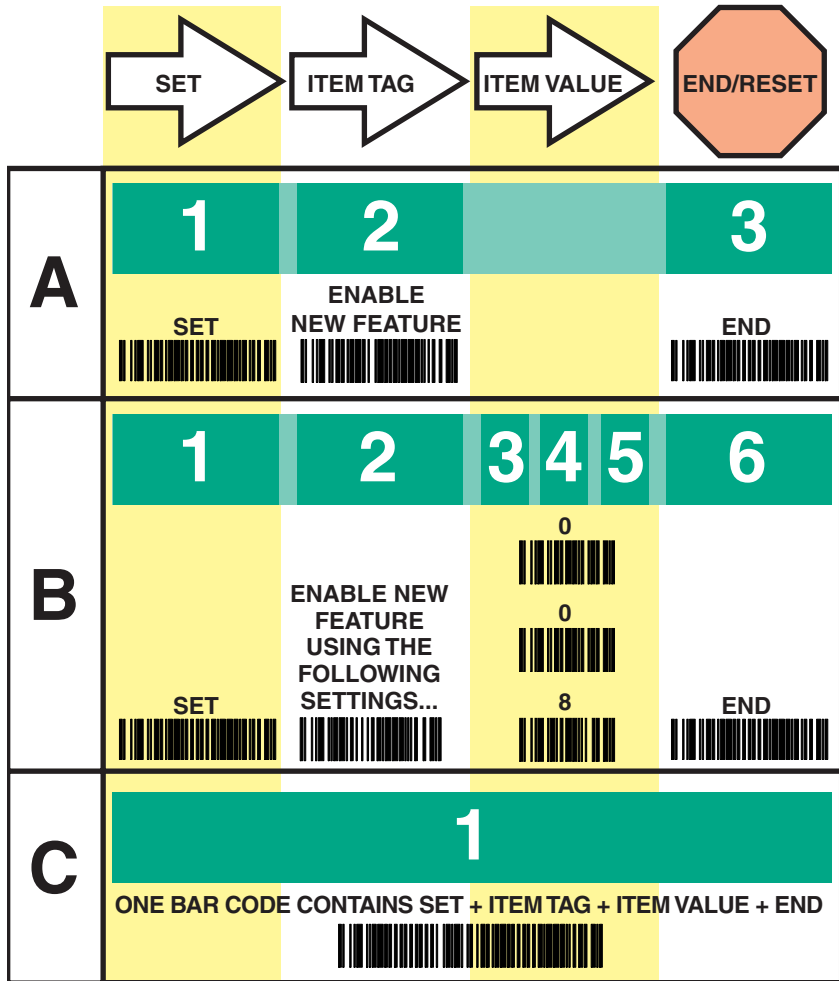 SET
ITEM TAG
ITEM VALUE
END/RESET
A
1
2
3
SET
ENABLE
NEW FEATURE
END
B
1
2
3
4
5
6
SET
ENABLE NEW
FEATURE
USING THE
FOLLOWING
SETTINGS...
0
0
8
END
C
1
ONE BAR CODE CONTAINS SET + ITEM TAG + ITEM VALUE + END